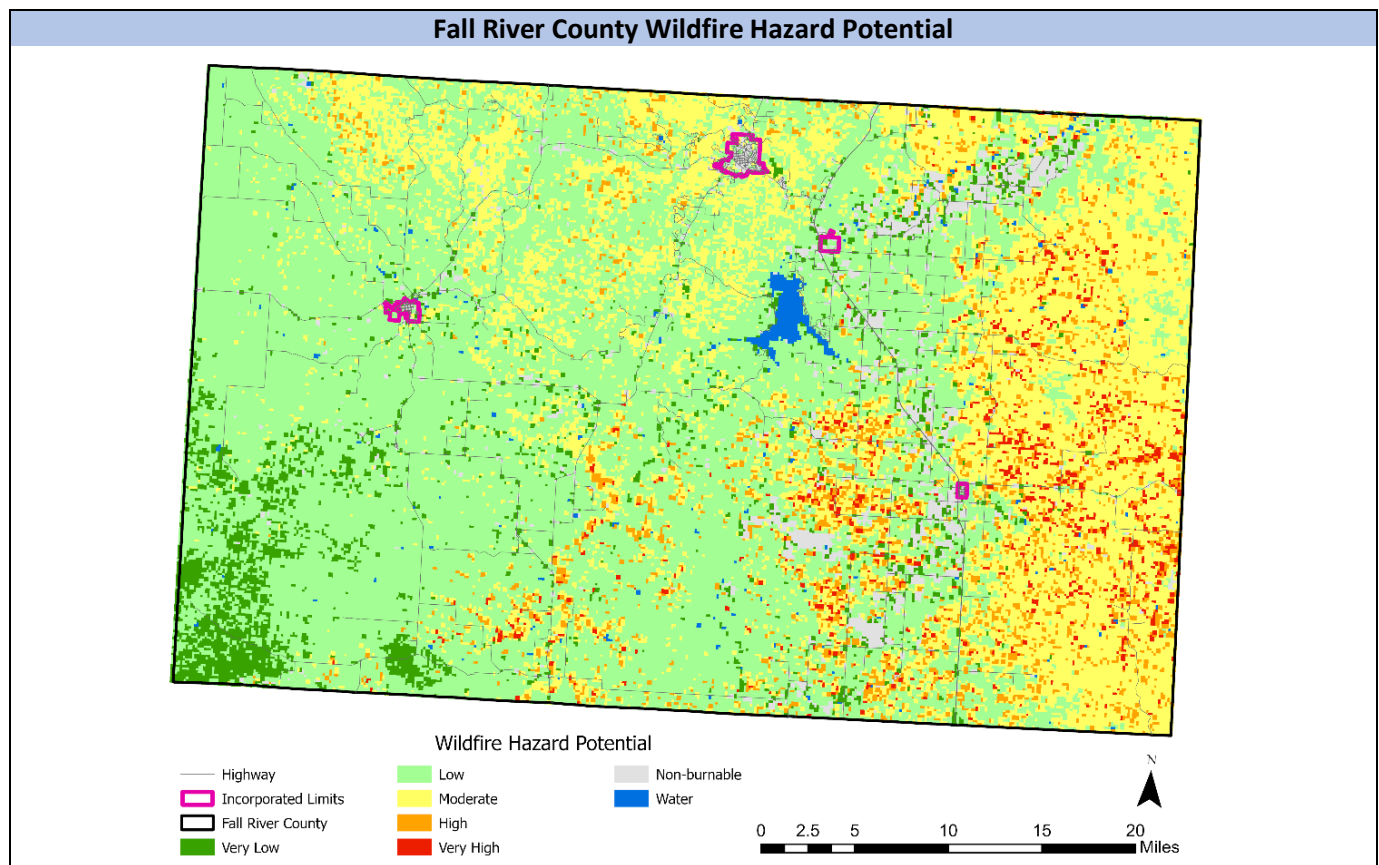 Fall River County Wildfire Hazard Potential
Wildfire Hazard Potential
Highway
Incorporated Limits
Fall River County
Very Low
Low
Moderate
High
Very High
Non-burnable
Water
N
0 2.5 5 10 15 20
Miles